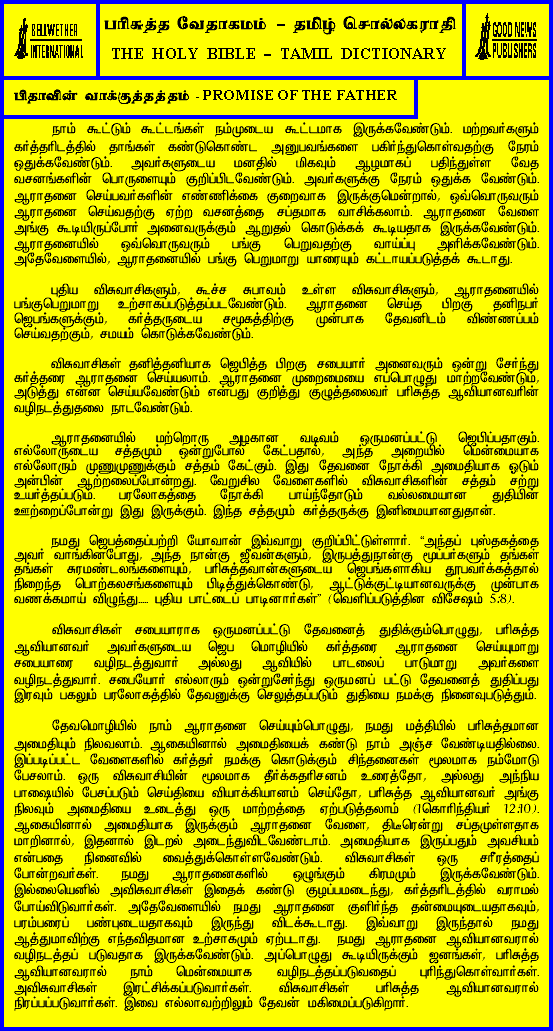 BELLWETHER
INTERNATIONAL
பரிசுத்த வேதாகமம் – தமிழ் சொல்லகராதி
THE HOLY BIBLE – TAMIL DICTIONARY
GOOD NEWS
PUBLISHERS
பிதாவின் வாக்குத்தத்தம் - PROMISE OF THE FATHER
நாம் கூட்டும் கூட்டங்கள் நம்முடைய கூட்டமாக இருக்கவேண்டும். மற்றவர்களும்
கர்த்தரிடத்தில் தாங்கள் கண்டுகொண்ட அனுபவங்களை பகிர்ந்துகொள்வதற்கு நேரம்
ஒதுக்கவேண்டும். அவர்களுடைய மனதில் மிகவும் ஆழமாகப் பதிந்துள்ள வேத
வசனங்களின் பொருளையும் குறிப்பிடவேண்டும். அவர்களுக்கு நேரம் ஒதுக்க வேண்டும்.
ஆராதனை செய்பவர்களின் எண்ணிக்கை குறைவாக இருக்குமென்றால், ஒவ்வொருவரும்
ஆராதனை செய்வதற்கு ஏற்ற வசனத்தை சப்தமாக வாசிக்கலாம். ஆராதனை வேளை
அங்கு கூடியிருப்போர் அனைவருக்கும் ஆறுதல் கொடுக்கக் கூடியதாக இருக்கவேண்டும்.
ஆராதனையில் ஒவ்வொருவரும் பங்கு பெறுவதற்கு வாய்ப்பு அளிக்கவேண்டும்.
அதேவேளையில், ஆராதனையில் பங்கு பெறுமாறு யாரையும் கட்டாயப்படுத்தக் கூடாது.
புதிய விசுவாசிகளும், கூச்ச சுபாவம் உள்ள விசுவாசிகளும், ஆராதனையில்
பங்குபெறுமாறு உற்சாகப்படுத்தப்படவேண்டும். ஆராதனை செய்த பிறகு தனிநபர்
ஜெபங்களுக்கும், கர்த்தருடைய சமூகத்திற்கு முன்பாக தேவனிடம் விண்ணப்பம்
செய்வதற்கும், சமயம் கொடுக்கவேண்டும்.
விசுவாசிகள் தனித்தனியாக ஜெபித்த பிறகு சபையார் அனைவரும் ஒன்று சேர்ந்து
கர்த்தரை ஆராதனை செய்யலாம். ஆராதனை முறைமையை எப்பொழுது மாற்றவேண்டும்,
அடுத்து என்ன செய்யவேண்டும் என்பது குறித்து குழுத்தலைவர் பரிசுத்த ஆவியானவரின்
வழிநடத்துதலை நாடவேண்டும்.
ஆராதனையில் மற்றொரு அழகான வடிவம் ஒருமனப்பட்டு ஜெபிப்பதாகும்.
எல்லோருடைய சத்தமும் ஒன்றுபோல் கேட்பதால், அந்த அறையில் மென்மையாக
எல்லோரும் முணுமுணுக்கும் சத்தம் கேட்கும். இது தேவனை நோக்கி அமைதியாக ஓடும்
அன்பின் ஆற்றலைப்போன்றது. வேறுசில வேளைகளில் விசுவாசிகளின் சத்தம் சற்று
உயர்த்தப்படும். பரலோகத்தை நோக்கி பாய்ந்தோடும் வல்லமையான துதியின்
ஊற்றைப்போன்று இது இருக்கும். இந்த சத்தமும் கர்த்தருக்கு இனிமையானதுதான்.
நமது ஜெபத்தைப்பற்றி யோவான் இவ்வாறு குறிப்பிட்டுள்ளார். “அந்தப் புஸ்தகத்தை
அவர் வாங்கினபோது, அந்த நான்கு ஜீவன்களும், இருபத்துநான்கு மூப்பர்களும் தங்கள்
தங்கள் சுரமண்டலங்களையும், பரிசுத்தவான்களுடைய ஜெபங்களாகிய தூபவர்க்கத்தால்
நிறைந்த பொற்கலசங்களையும் பிடித்துக்கொண்டு, ஆட்டுக்குட்டியானவருக்கு முன்பாக
வணக்கமாய் விழுந்து..... புதிய பாட்டைப் பாடினார்கள்” (வெளிப்படுத்தின விசேஷம் 5:8).
விசுவாசிகள் சபையாராக ஒருமனப்பட்டு தேவனைத் துதிக்கும்பொழுது, பரிசுத்த
ஆவியானவர் அவர்களுடைய ஜெப மொழியில் கர்த்தரை ஆராதனை செய்யுமாறு
சபையாரை வழிநடத்துவார் அல்லது ஆவியில் பாடலைப் பாடுமாறு அவர்களை
வழிநடத்துவார். சபையோர் எல்லாரும் ஒன்றுசேர்ந்து ஒருமனப் பட்டு தேவனைத் துதிப்பது
இரவும் பகலும் பரலோகத்தில் தேவனுக்கு செலுத்தப்படும் துதியை நமக்கு நினைவுபடுத்தும்.
தேவமொழியில் நாம் ஆராதனை செய்யும்பொழுது, நமது மத்தியில் பரிசுத்தமான
அமைதியும் நிலவலாம். ஆகையினால் அமைதியைக் கண்டு நாம் அஞ்ச வேண்டியதில்லை.
இப்படிப்பட்ட வேளைகளில் கர்த்தர் நமக்கு கொடுக்கும் சிந்தனைகள் மூலமாக நம்மோடு
பேசலாம். ஒரு விசுவாசியின் மூலமாக தீர்க்கதரிசனம் உரைத்தோ, அல்லது அந்நிய
பாஷையில் பேசப்படும் செய்தியை வியாக்கியானம் செய்தோ, பரிசுத்த ஆவியானவர் அங்கு
நிலவும் அமைதியை உடைத்து ஒரு மாற்றத்தை ஏற்படுத்தலாம் (1கொரிந்தியர் 12:10).
ஆகையினால் அமைதியாக இருக்கும் ஆராதனை வேளை, திடீரென்று சப்தமுள்ளதாக
மாறினால், இதனால் இடறல் அடைந்துவிடவேண்டாம். அமைதியாக இருப்பதும் அவசியம்
என்பதை நினைவில் வைத்துக்கொள்ளவேண்டும். விசுவாசிகள் ஒரு சரீரத்தைப்
போன்றவர்கள். நமது ஆராதனைகளில் ஒழுங்கும் கிரமமும் இருக்கவேண்டும்.
இல்லையெனில் அவிசுவாசிகள் இதைக் கண்டு குழப்பமடைந்து, கர்த்தரிடத்தில் வராமல்
போய்விடுவார்கள். அதேவேளையில் நமது ஆராதனை குளிர்ந்த தன்மையுடையதாகவும்,
பரம்பரைப் பண்புடையதாகவும் இருந்து விடக்கூடாது. இவ்வாறு இருந்தால் நமது
ஆத்துமாவிற்கு எந்தவிதமான உற்சாகமும் ஏற்படாது. நமது ஆராதனை ஆவியானவரால்
வழிநடத்தப் படுவதாக இருக்கவேண்டும். அப்பொழுது கூடியிருக்கும் ஜனங்கள், பரிசுத்த
ஆவியானவரால் நாம் மென்மையாக வழிநடத்தப்படுவதைப் புரிந்துகொள்வார்கள்.
அவிசுவாசிகள் இரட்சிக்கப்படுவார்கள். விசுவாசிகள் பரிசுத்த ஆவியானவரால்
நிரப்பப்படுவார்கள். இவை எல்லாவற்றிலும் தேவன் மகிமைப்படுகிறார்.